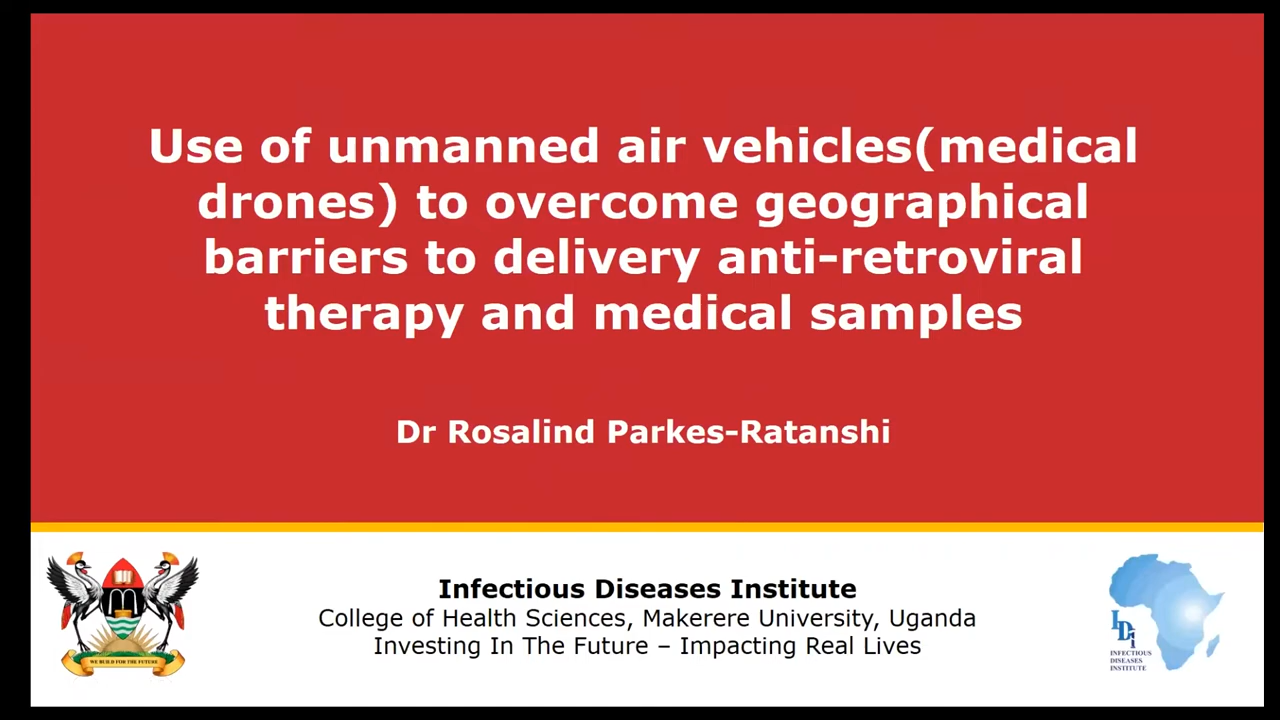 Use of unmanned air vehicles(medical
drones) to overcome geographical
barriers to delivery anti-retroviral
therapy and medical samples
Dr Rosalind Parkes-Ratanshi
Infectious Diseases Institute
College of Health Sciences, Makerere University, Uganda
Investing In The Future – Impacting Real Lives
WE BUILD FOR THE FUTURE
IDI
INFECTIOUS
DISEASES
INSTITUTE